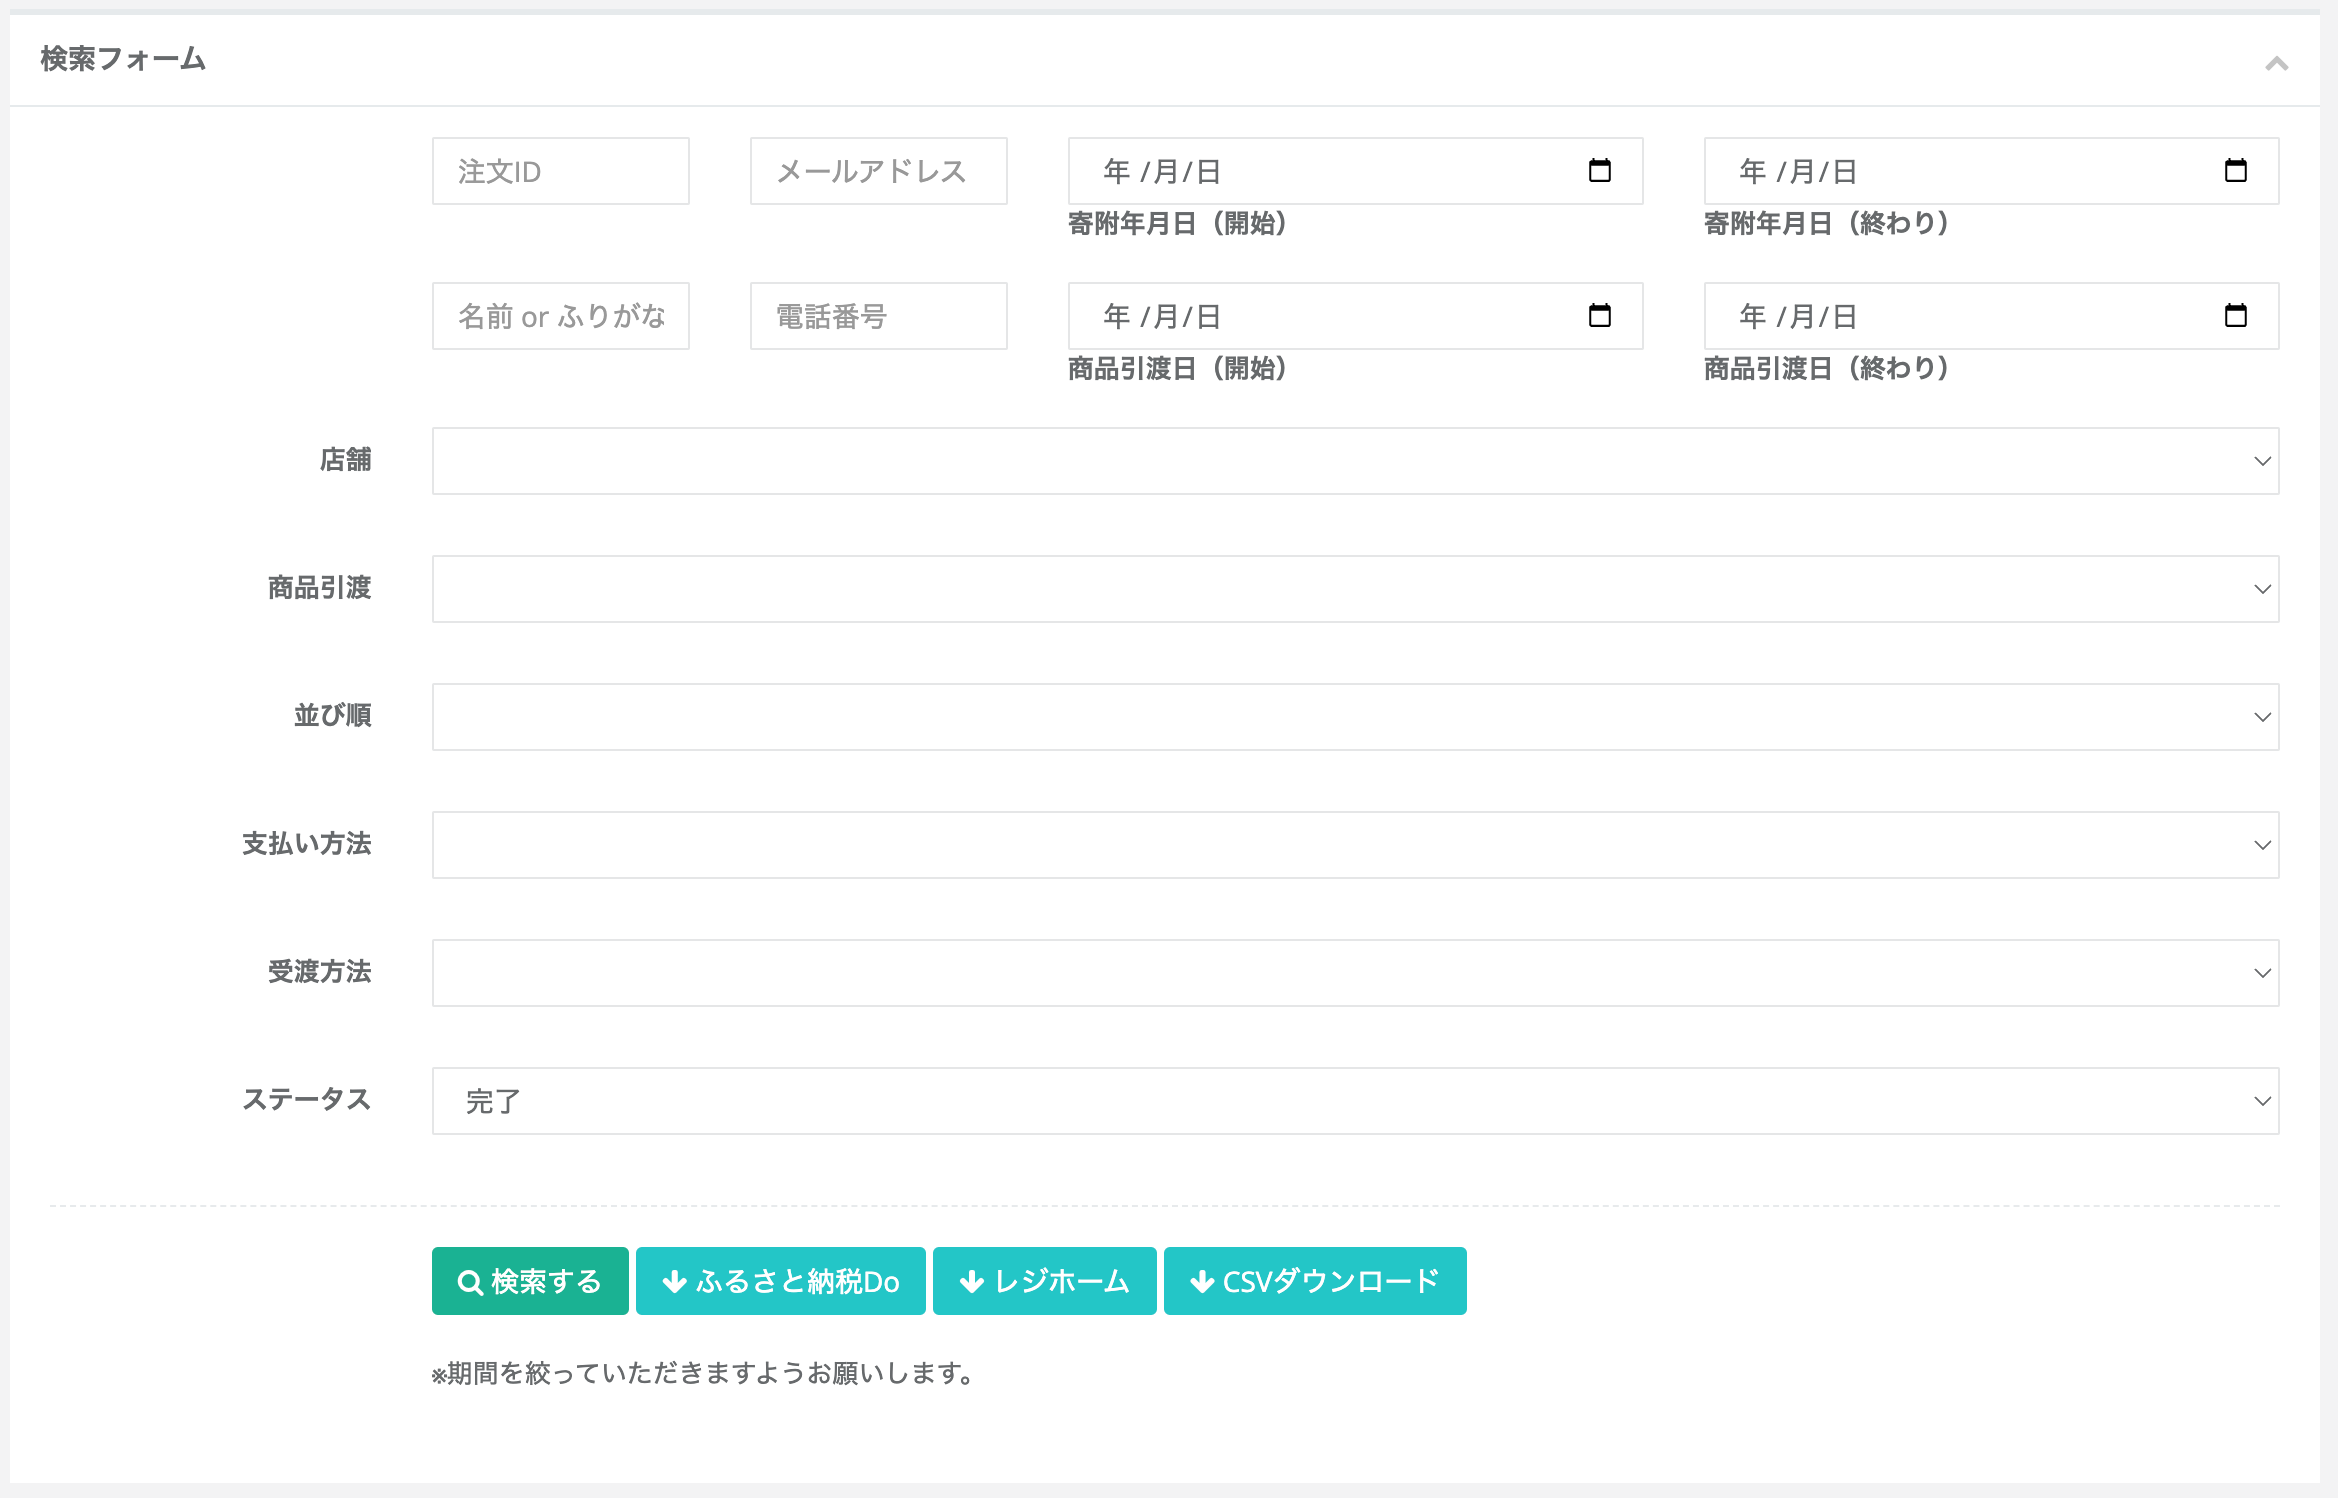 検索フォーム
注文ID メールアドレス 年 /月/日 年 /月/日
寄附年月日（開始） 寄附年月日（終わり）
名前 or ふりがな 電話番号 年 /月/日 年 /月/日
商品引渡日（開始） 商品引渡日（終わり）
店舗
商品引渡
並び順
支払い方法
受渡方法
ステータス 完了
検索する ふるさと納税Do レジホーム CSVダウンロード
※期間を絞っていただきますようお願いします。